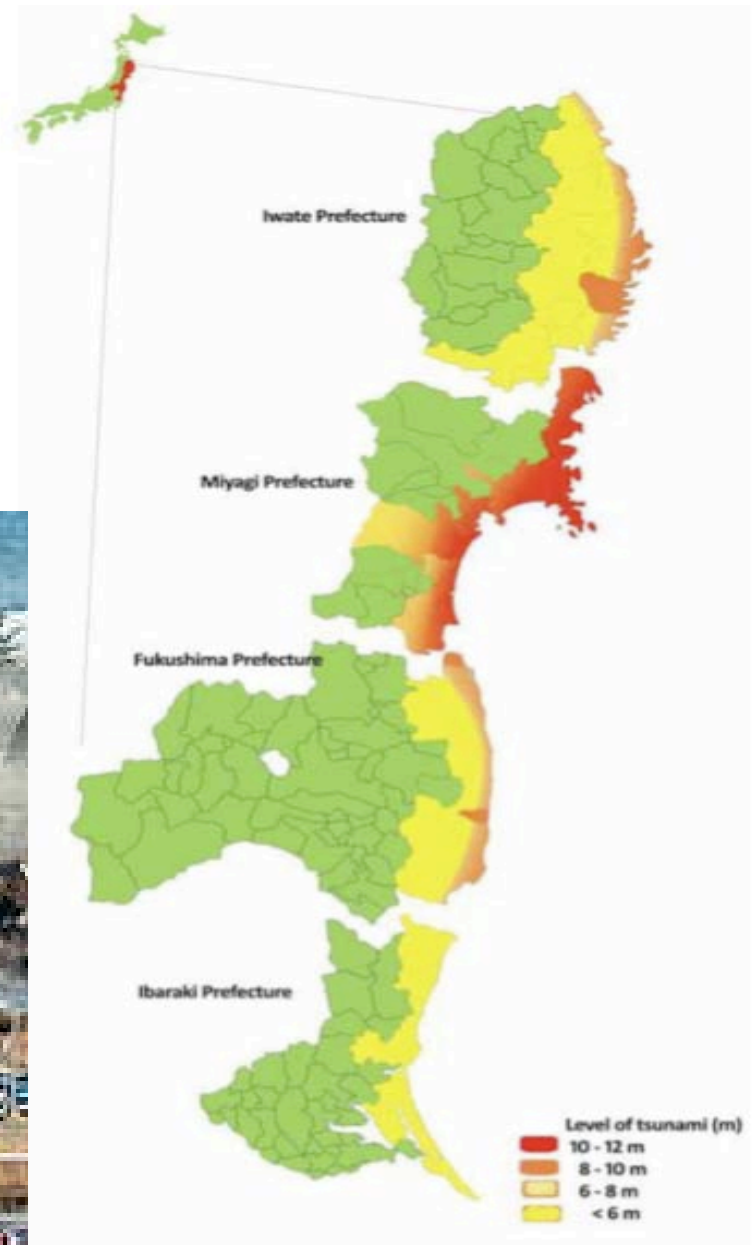 Iwate Prefecture
Miyagi Prefecture
Fukushima Prefecture
Ibaraki Prefecture
Level of tsunami (m)
10 - 12 m
8 - 10 m
6 - 8 m
< 6 m